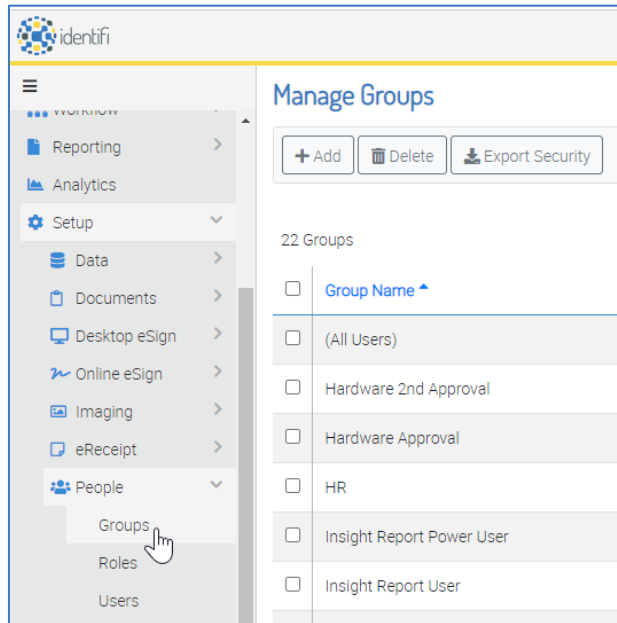 identifi
Workflow
Reporting
Analytics
Setup
Data
Documents
Desktop eSign
Online eSign
Imaging
eReceipt
People
Groups
Roles
Users
Manage Groups
+ Add
Delete
Export Security
22 Groups
Group Name
(All Users)
Hardware 2nd Approval
Hardware Approval
HR
Insight Report Power User
Insight Report User